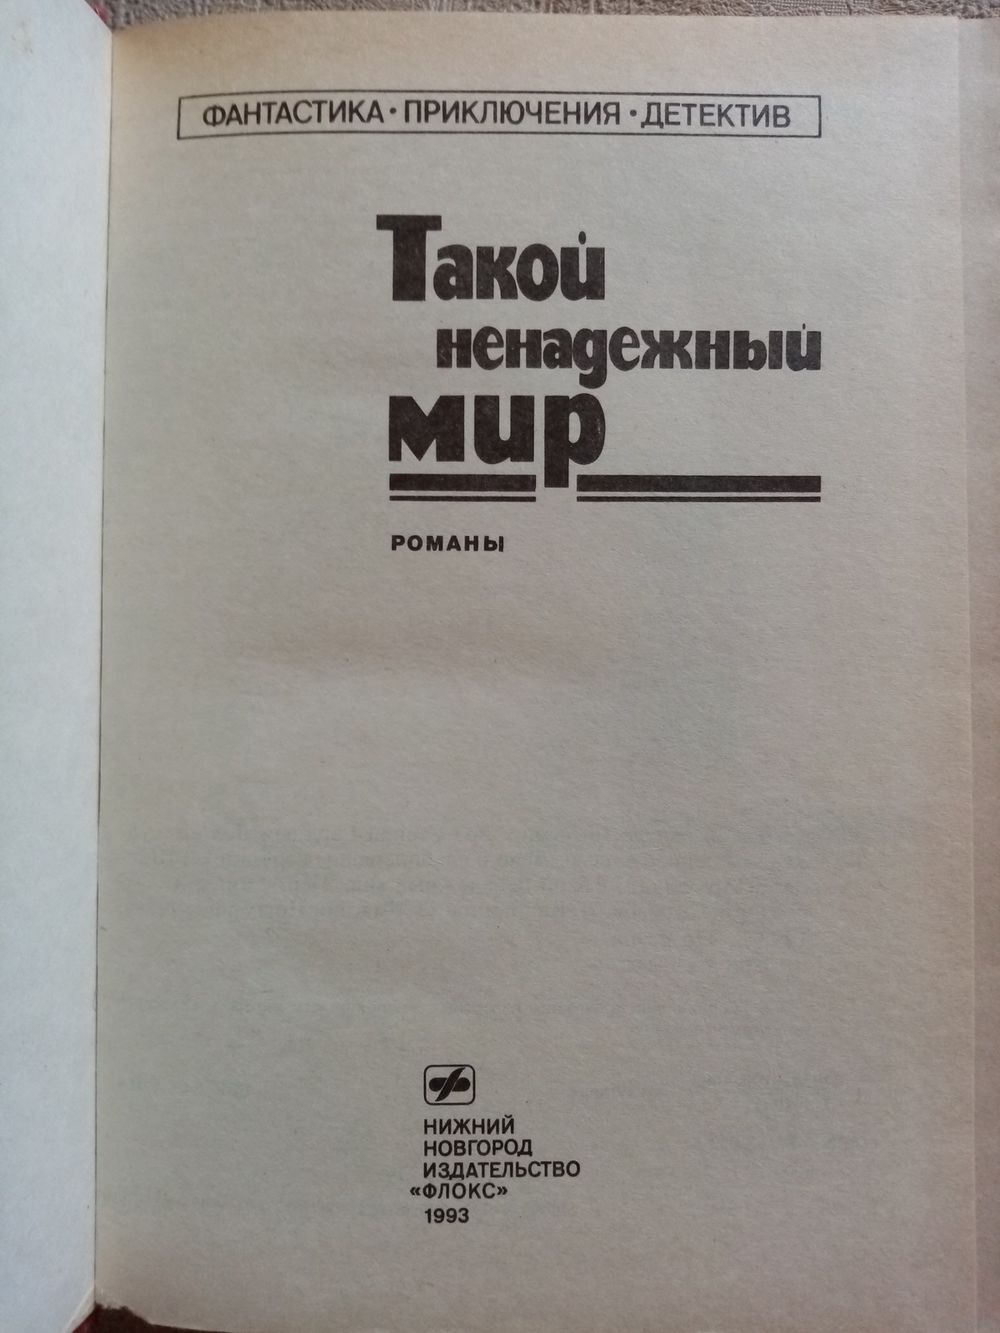 ФАНТАСТИКА · ПРИКЛЮЧЕНИЯ · ДЕТЕКТИВ
Такой
ненадежный
мир
РОМАНЫ
НИЖНИЙ
НОВГОРОД
ИЗДАТЕЛЬСТВО
«ФЛОКС»
1993